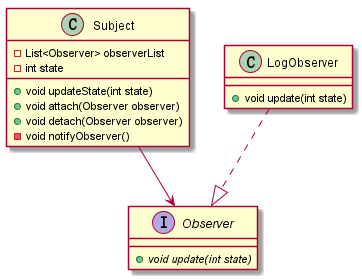 C Subject
List<Observer> observerList
int state
void updateState(int state)
void attach(Observer observer)
void detach(Observer observer)
void notifyObserver()
C LogObserver
void update(int state)
I Observer
void update(int state)